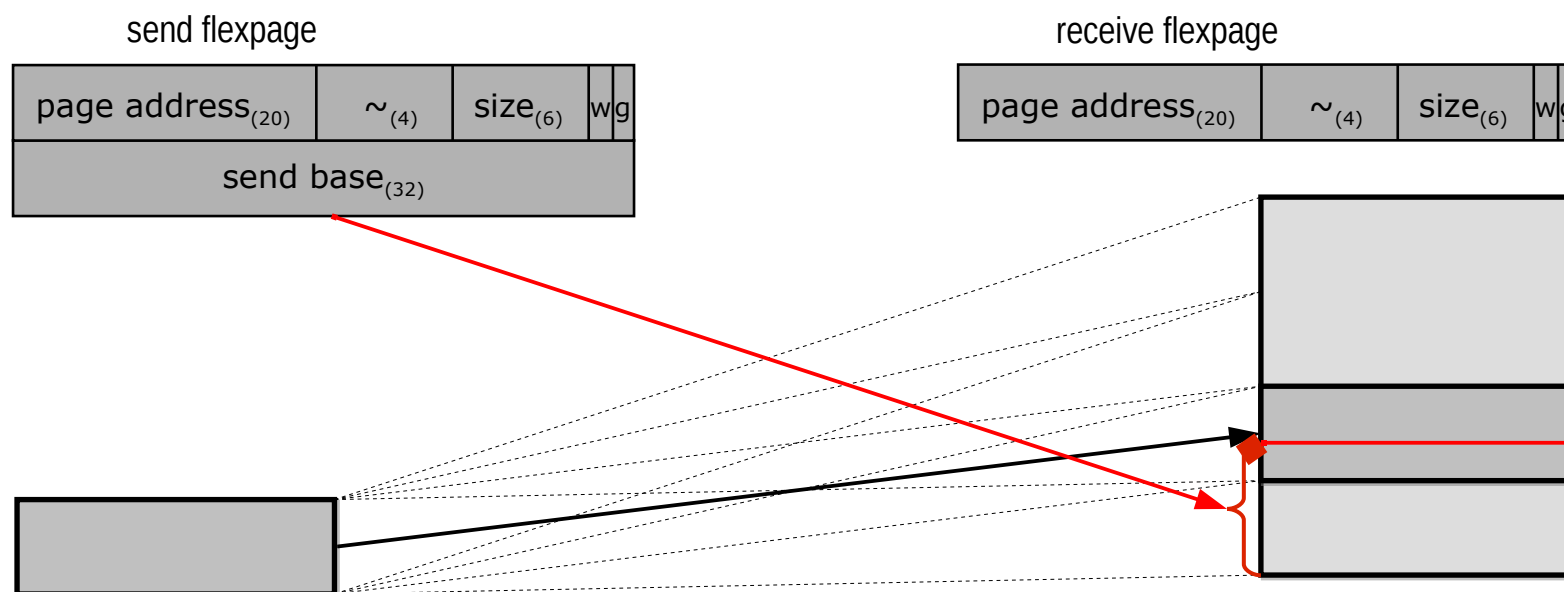 send flexpage
receive flexpage
page address(20) ~(4) size(6) w g
page address(20) ~(4) size(6) w g
send base(32)